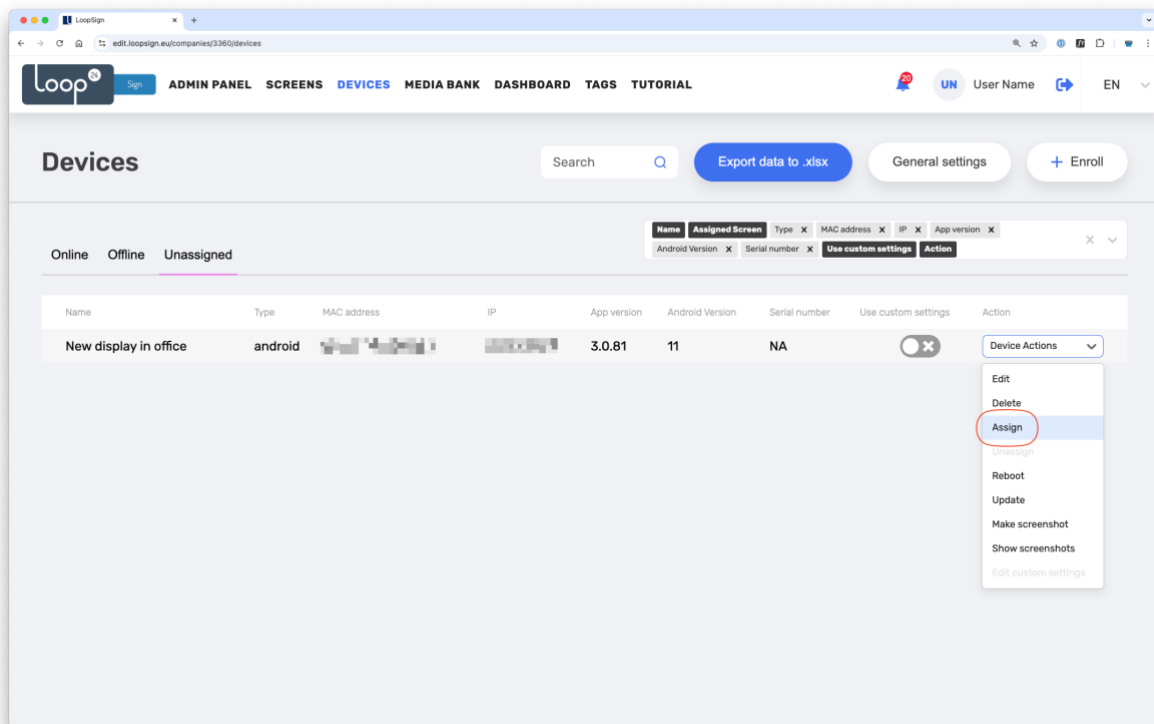 LoopSign
edit.loopsign.eu/companies/3360/devices
Loop 24 Sign ADMIN PANEL SCREENS DEVICES MEDIA BANK DASHBOARD TAGS TUTORIAL 20 UN User Name EN
Devices Search Export data to .xlsx General settings + Enroll
Name Assigned Screen Type x MAC address x IP x App version x
Android Version x Serial number x Use custom settings Action
Online Offline Unassigned
Name Type MAC address IP App version Android Version Serial number Use custom settings Action
New display in office android 3.0.81 11 NA Device Actions
Edit
Delete
Assign
Unassign
Reboot
Update
Make screenshot
Show screenshots
Edit custom settings